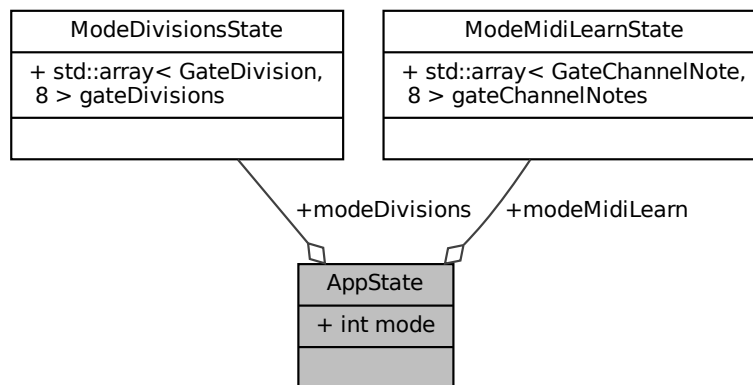 ModeDivisionsState
+ std::array< GateDivision,
8 > gateDivisions
ModeMidiLearnState
+ std::array< GateChannelNote,
8 > gateChannelNotes
+modeDivisions
+modeMidiLearn
AppState
+ int mode